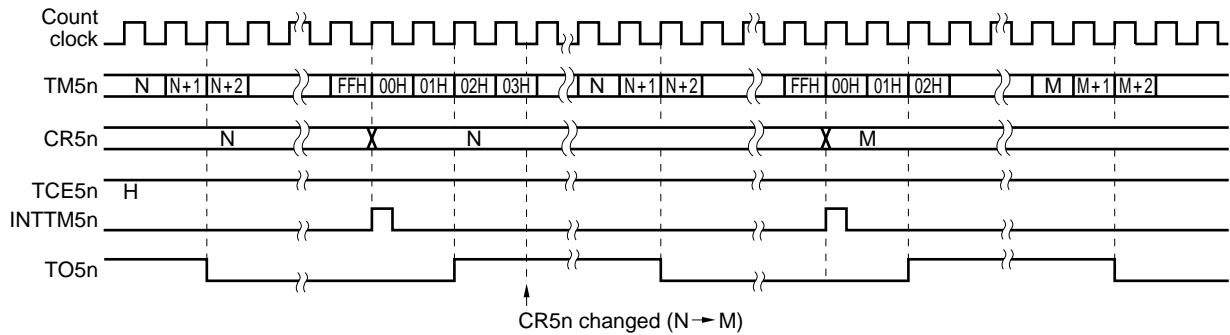 Count
clock
TM5n N N+1 N+2 FFH 00H 01H 02H 03H N N+1 N+2 FFH 00H 01H 02H M M+1 M+2
CR5n N N M
TCE5n
H
INTTM5n
TO5n
CR5n changed (N→M)